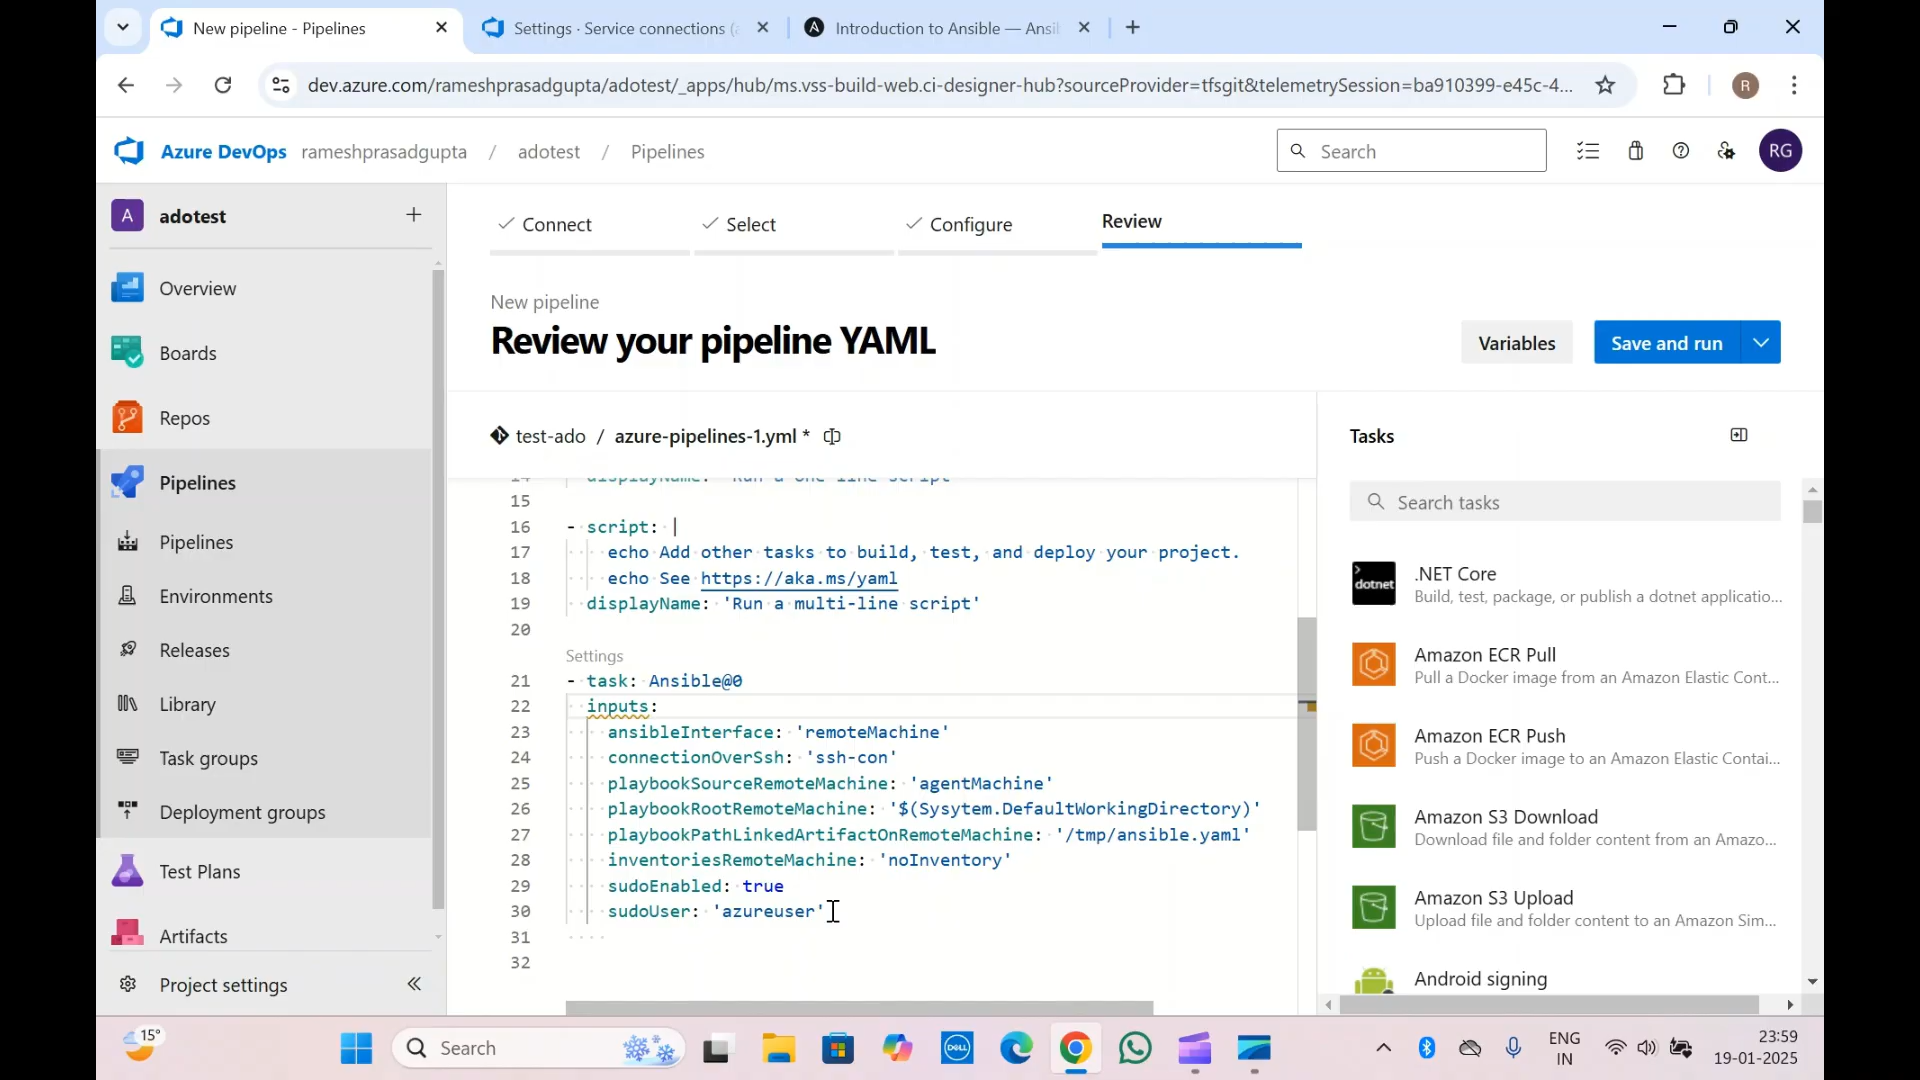 New pipeline - Pipelines
Settings · Service connections (
Introduction to Ansible — Ansi
dev.azure.com/rameshprasadgupta/adotest/_apps/hub/ms.vss-build-web.ci-designer-hub?sourceProvider=tfsgit&telemetrySession=ba910399-e45c-4...
R
Azure DevOps rameshprasadgupta / adotest / Pipelines
Search
RG
A adotest
Overview
Boards
Repos
Pipelines
Pipelines
Environments
Releases
Library
Task groups
Deployment groups
Test Plans
Artifacts
Project settings
Connect
Select
Configure
Review
New pipeline
Review your pipeline YAML
Variables
Save and run
test-ado / azure-pipelines-1.yml *
14 displayName: 'Run a one-line script'
15
16 - script: |
17 echo Add other tasks to build, test, and deploy your project.
18 echo See https://aka.ms/yaml
19 displayName: 'Run a multi-line script'
20
Settings
21 - task: Ansible@0
22 inputs:
23 ansibleInterface: 'remoteMachine'
24 connectionOverSsh: 'ssh-con'
25 playbookSourceRemoteMachine: 'agentMachine'
26 playbookRootRemoteMachine: '$(Sysytem.DefaultWorkingDirectory)'
27 playbookPathLinkedArtifactOnRemoteMachine: '/tmp/ansible.yaml'
28 inventoriesRemoteMachine: 'noInventory'
29 sudoEnabled: true
30 sudoUser: 'azureuser'
31
32
Tasks
Search tasks
dotnet
.NET Core
Build, test, package, or publish a dotnet applicatio...
Amazon ECR Pull
Pull a Docker image from an Amazon Elastic Cont...
Amazon ECR Push
Push a Docker image to an Amazon Elastic Contai...
Amazon S3 Download
Download file and folder content from an Amazo...
Amazon S3 Upload
Upload file and folder content to an Amazon Sim...
Android signing
15°
Search
DELL
ENG
IN
23:59
19-01-2025